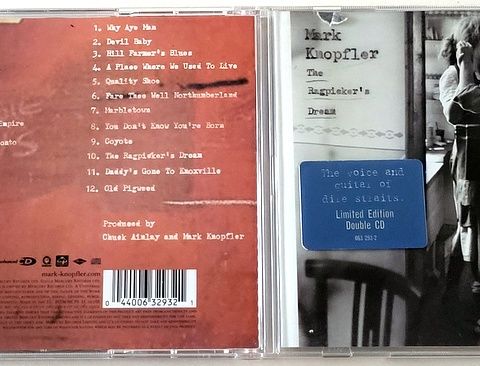 1. Why Aye Man
2. Devil Baby
3. Hill Farmer's Blues
4. A Place Where We Used To Live
5. Quality Shoe
6. Fare Thee Well Northumberland
7. Marbletown
8. You Don't Know You're Born
9. Coyote
10. The Ragpicker's Dream
11. Daddy's Gone To Knoxville
12. Old Pigweed
Empire
onto
Produced by
Chuck Ainlay and Mark Knopfler
mark-knopfler.com
0 44006 32932 1
Mark
Knopfler
The
Ragpicker's
Dream
The voice and
guitar of
dire straits.
Limited Edition
Double CD
063 293-2